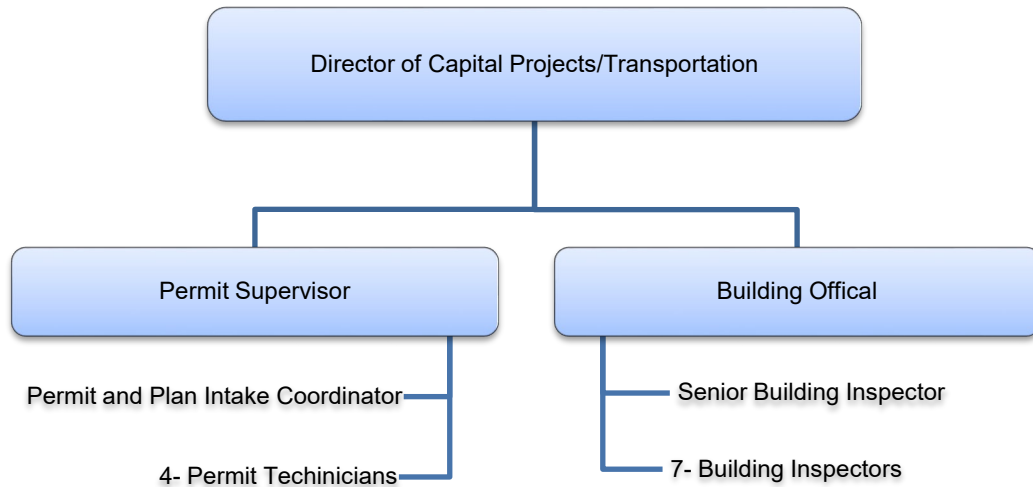 Director of Capital Projects/Transportation
Permit Supervisor
Building Offical
Permit and Plan Intake Coordinator
Senior Building Inspector
4- Permit Techinicians
7- Building Inspectors